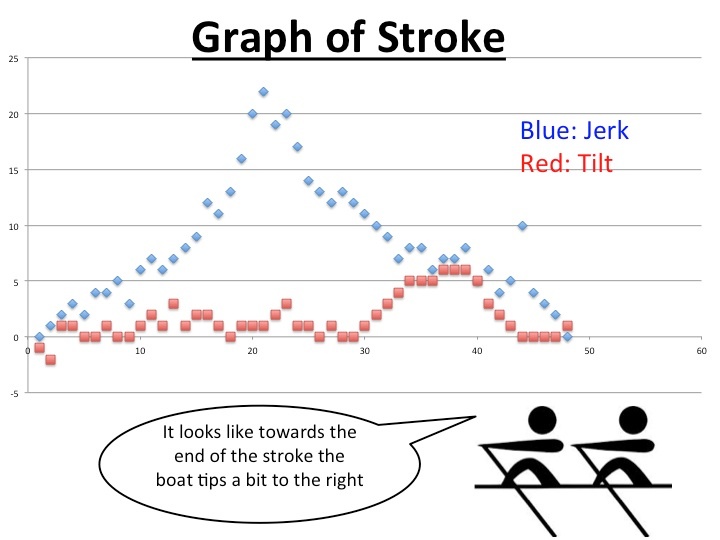 Graph of Stroke
25
20
15
10
5
0
-5
0
10
20
30
40
50
60
Blue: Jerk
Red: Tilt
It looks like towards the
end of the stroke the
boat tips a bit to the right